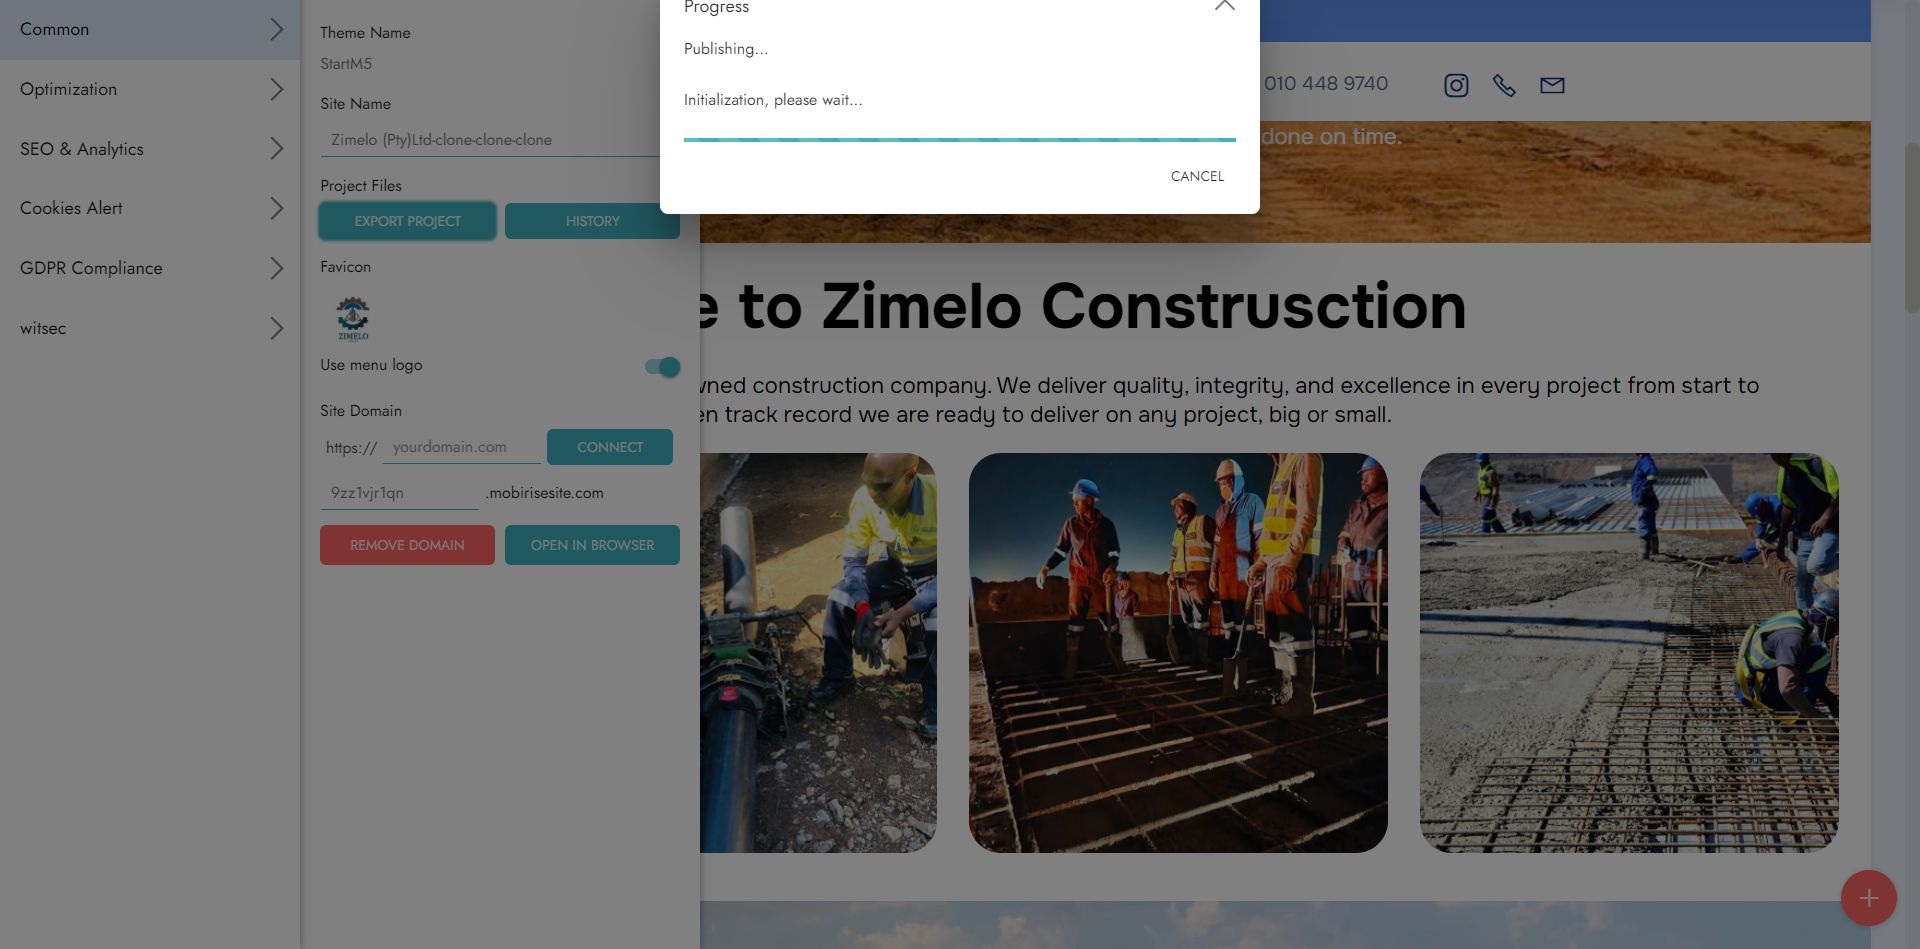 Common
Optimization
SEO & Analytics
Cookies Alert
GDPR Compliance
witsec
Theme Name
StartM5
Site Name
Zimelo (Pty)Ltd-clone-clone-clone
Project Files
EXPORT PROJECT
HISTORY
Favicon
ZIMELO
Use menu logo
Site Domain
https://
yourdomain.com
CONNECT
9zz1vjr1qn
.mobirisesite.com
REMOVE DOMAIN
OPEN IN BROWSER
Progress
Publishing...
Initialization, please wait...
CANCEL
010 448 9740
done on time.
e to Zimelo Construsction
wned construction company. We deliver quality, integrity, and excellence in every project from start to
en track record we are ready to deliver on any project, big or small.